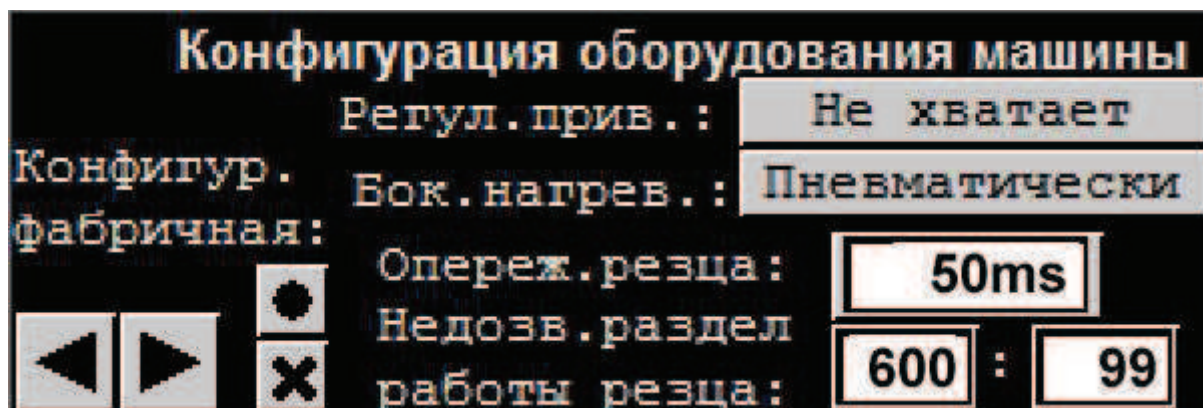 Конфигурация оборудования машины
Регул.прив.: Не хватает
Конфигур.
фабричная:
Бок.нагрев.: Пневматически
Опереж.резца: 50ms
Недозв.раздел
работы резца: 600 : 99